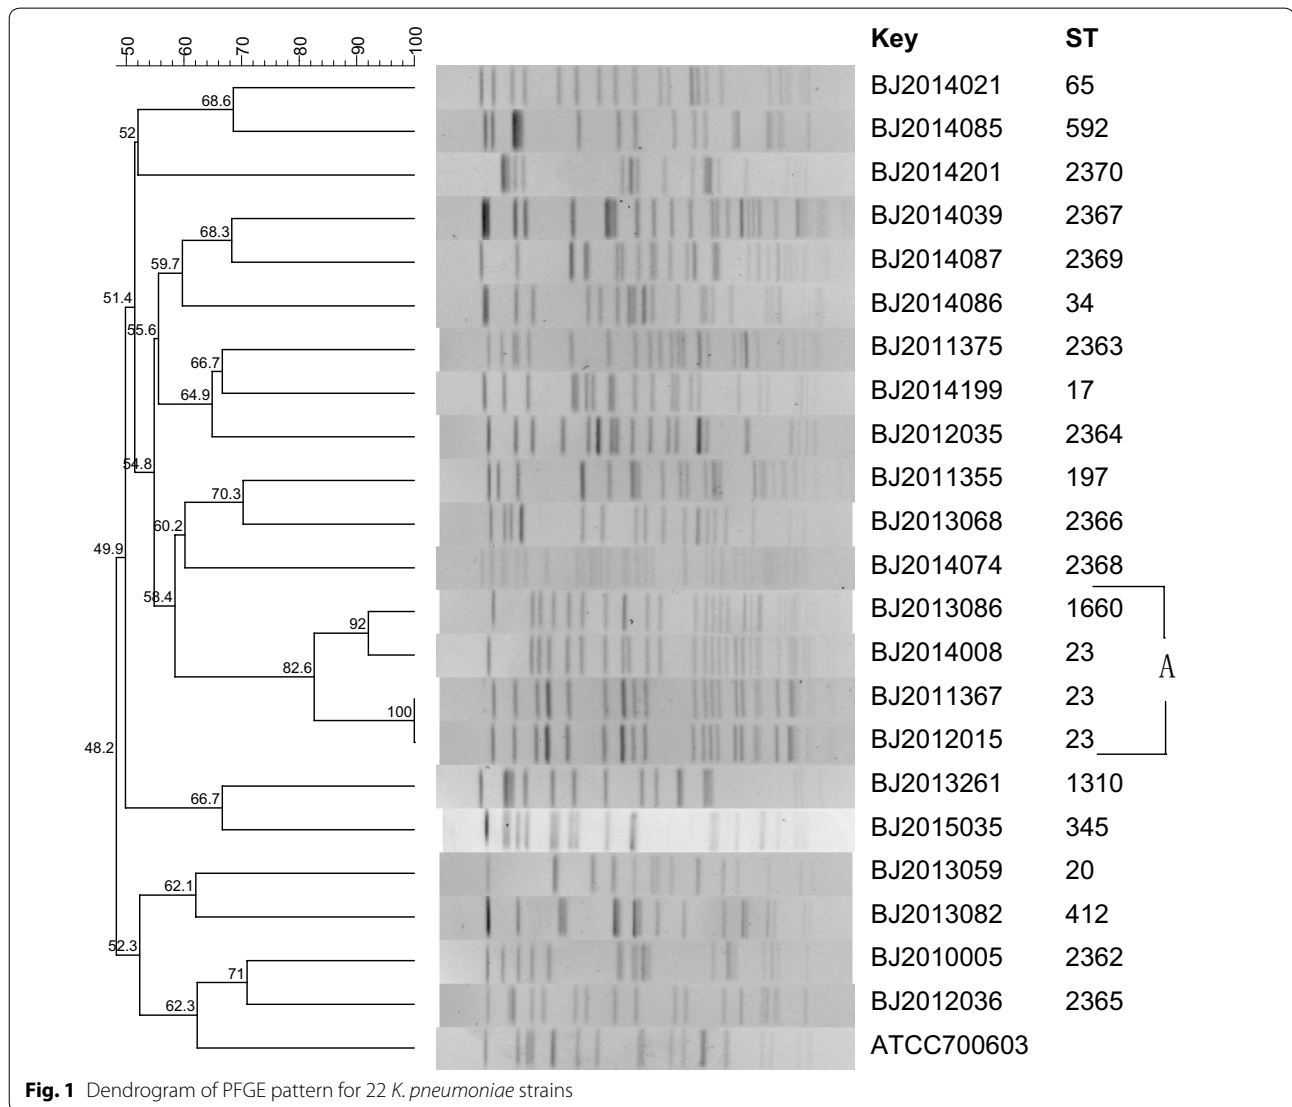 50 60 70 80 90 100 Key ST
BJ2014021 65
68.6
BJ2014085 592
52
BJ2014201 2370
BJ2014039 2367
68.3
BJ2014087 2369
59.7
BJ2014086 34
51.4
55.6
BJ2011375 2363
66.7
BJ2014199 17
64.9
BJ2012035 2364
54.8
BJ2011355 197
70.3
BJ2013068 2366
60.2
49.9
BJ2014074 2368
58.4
BJ2013086 1660
92
BJ2014008 23
82.6
A
BJ2011367 23
100
BJ2012015 23
48.2
BJ2013261 1310
66.7
BJ2015035 345
BJ2013059 20
62.1
BJ2013082 412
52.3
BJ2010005 2362
71
BJ2012036 2365
62.3
ATCC700603
Fig. 1 Dendrogram of PFGE pattern for 22 K. pneumoniae strains